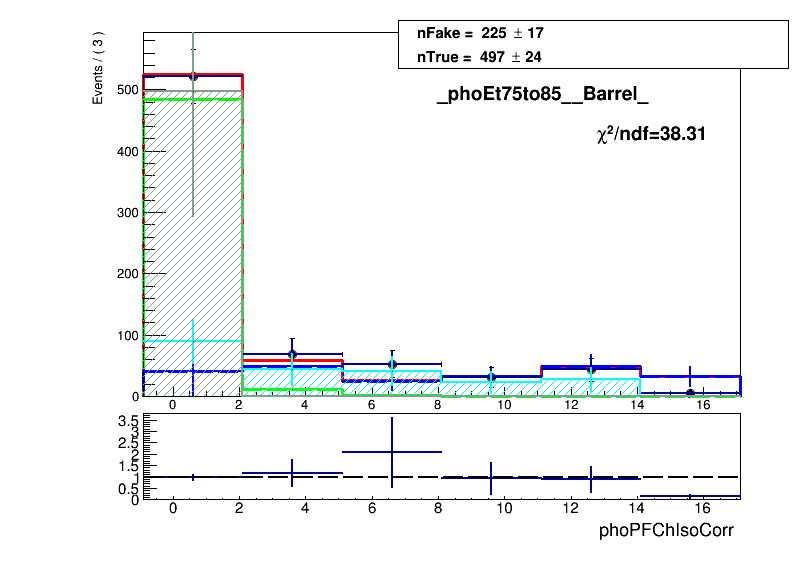 nFake = 225 ± 17
nTrue = 497 ± 24
Events / ( 3 )
_phoEt75to85__Barrel_
χ²/ndf=38.31
500
400
300
200
100
0
0 2 4 6 8 10 12 14 16
3.5
3
2.5
2
1.5
1
0.5
0
0 2 4 6 8 10 12 14 16
phoPFChIsoCorr